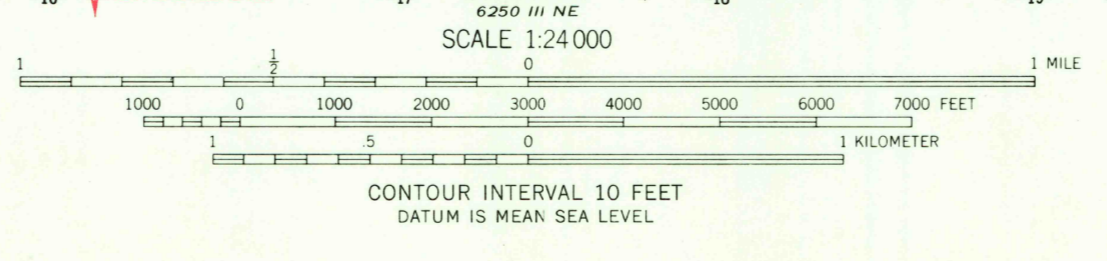 6250 III NE
SCALE 1:24 000
1 1/2 0 1 MILE
1000 0 1000 2000 3000 4000 5000 6000 7000 FEET
1 .5 0 1 KILOMETER
CONTOUR INTERVAL 10 FEET
DATUM IS MEAN SEA LEVEL